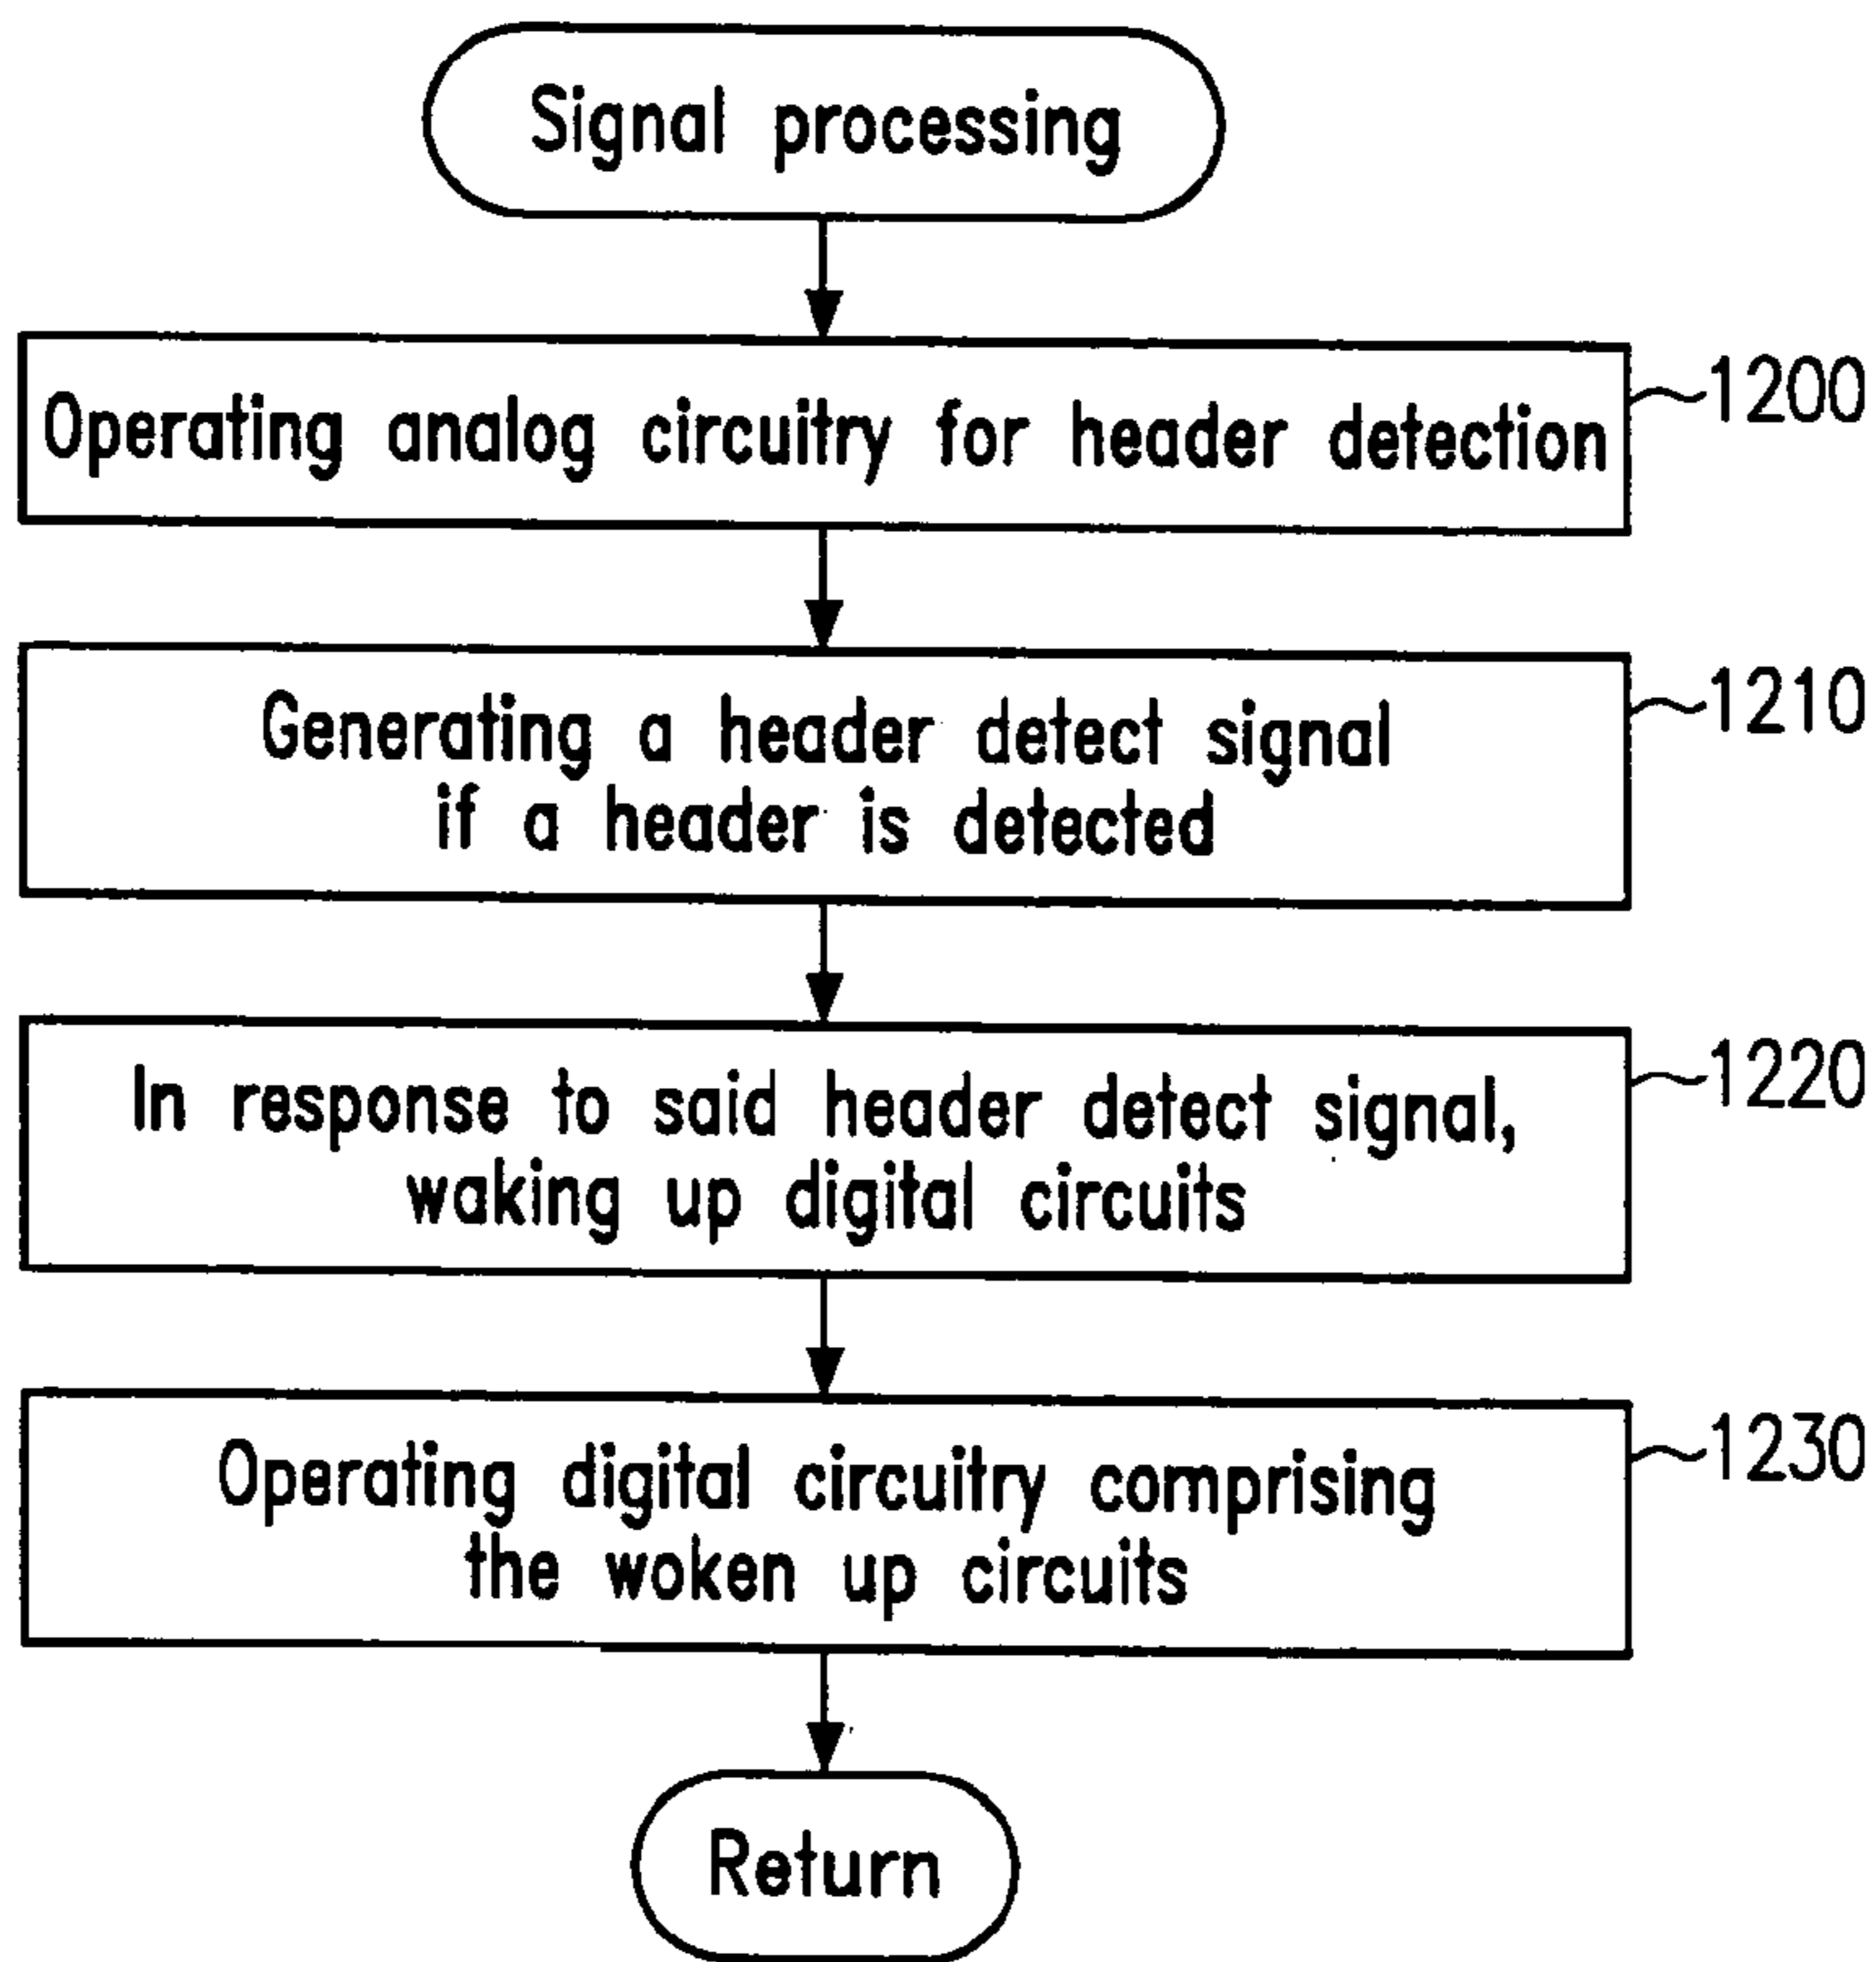 Signal processing
Operating analog circuitry for header detection
1200
Generating a header detect signal
if a header is detected
1210
In response to said header detect signal,
waking up digital circuits
1220
Operating digital circuitry comprising
the woken up circuits
1230
Return